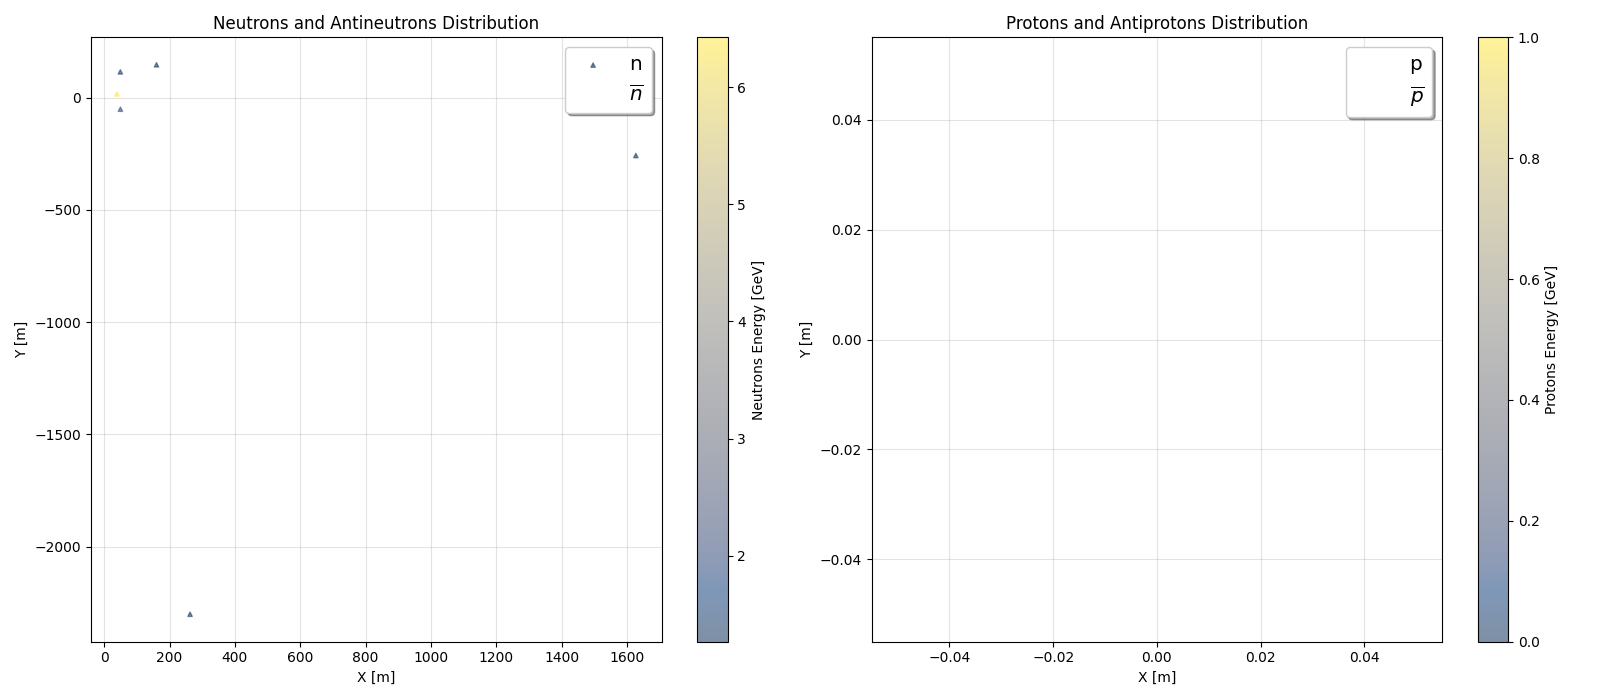 Neutrons and Antineutrons Distribution
n
n̅
0
−500
−1000
−1500
−2000
Y [m]
0 200 400 600 800 1000 1200 1400 1600
X [m]
6
5
4
3
2
Neutrons Energy [GeV]
Protons and Antiprotons Distribution
p
p̅
0.04
0.02
0.00
−0.02
−0.04
Y [m]
−0.04 −0.02 0.00 0.02 0.04
X [m]
1.0
0.8
0.6
0.4
0.2
0.0
Protons Energy [GeV]